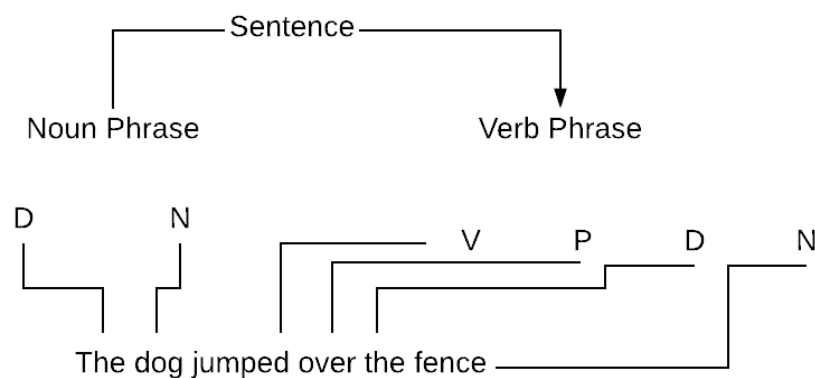 Sentence
Noun Phrase Verb Phrase
D N V P D N
The dog jumped over the fence